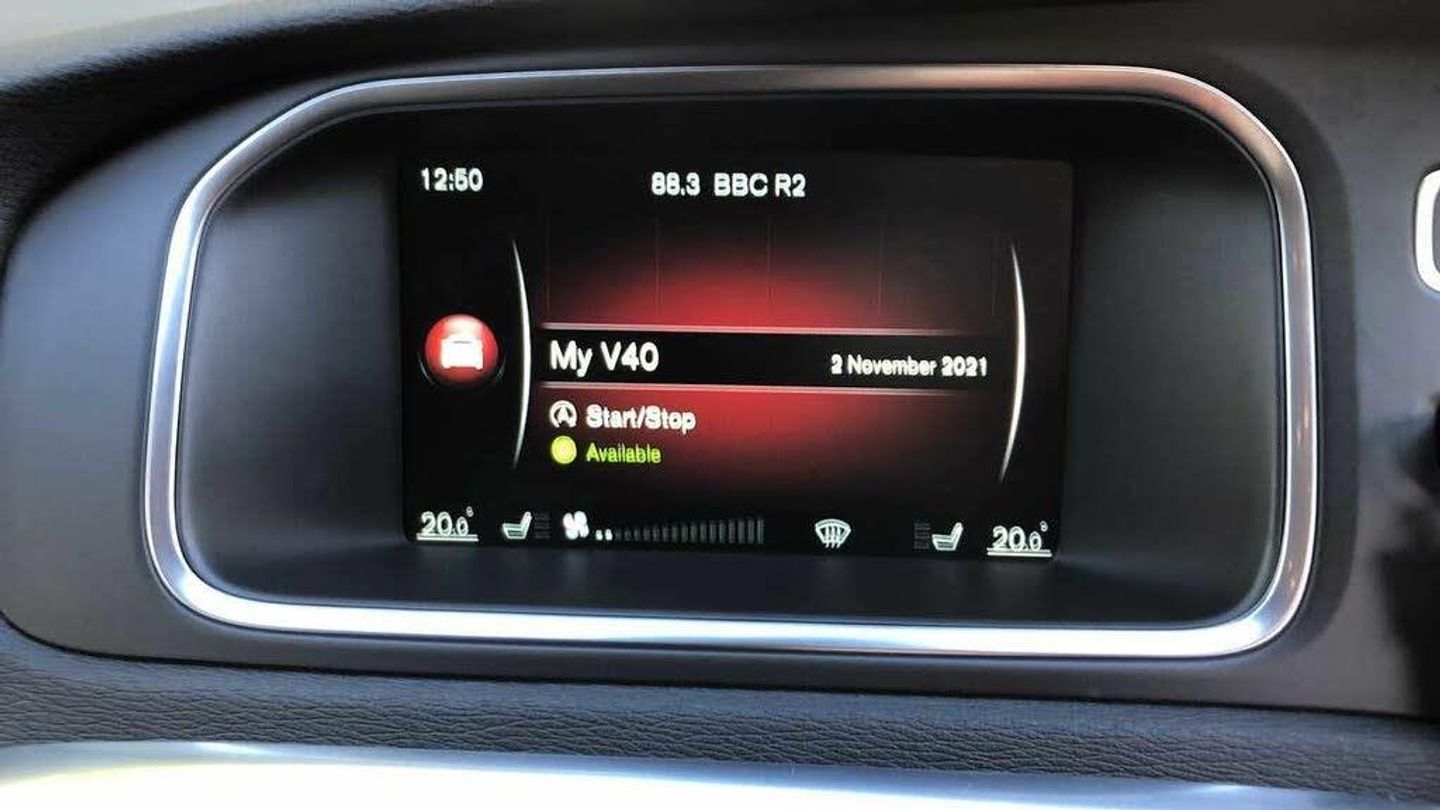 12:50
88.3 BBC R2
My V40
2 November 2021
Start/Stop
Available
20.0° 20.0°